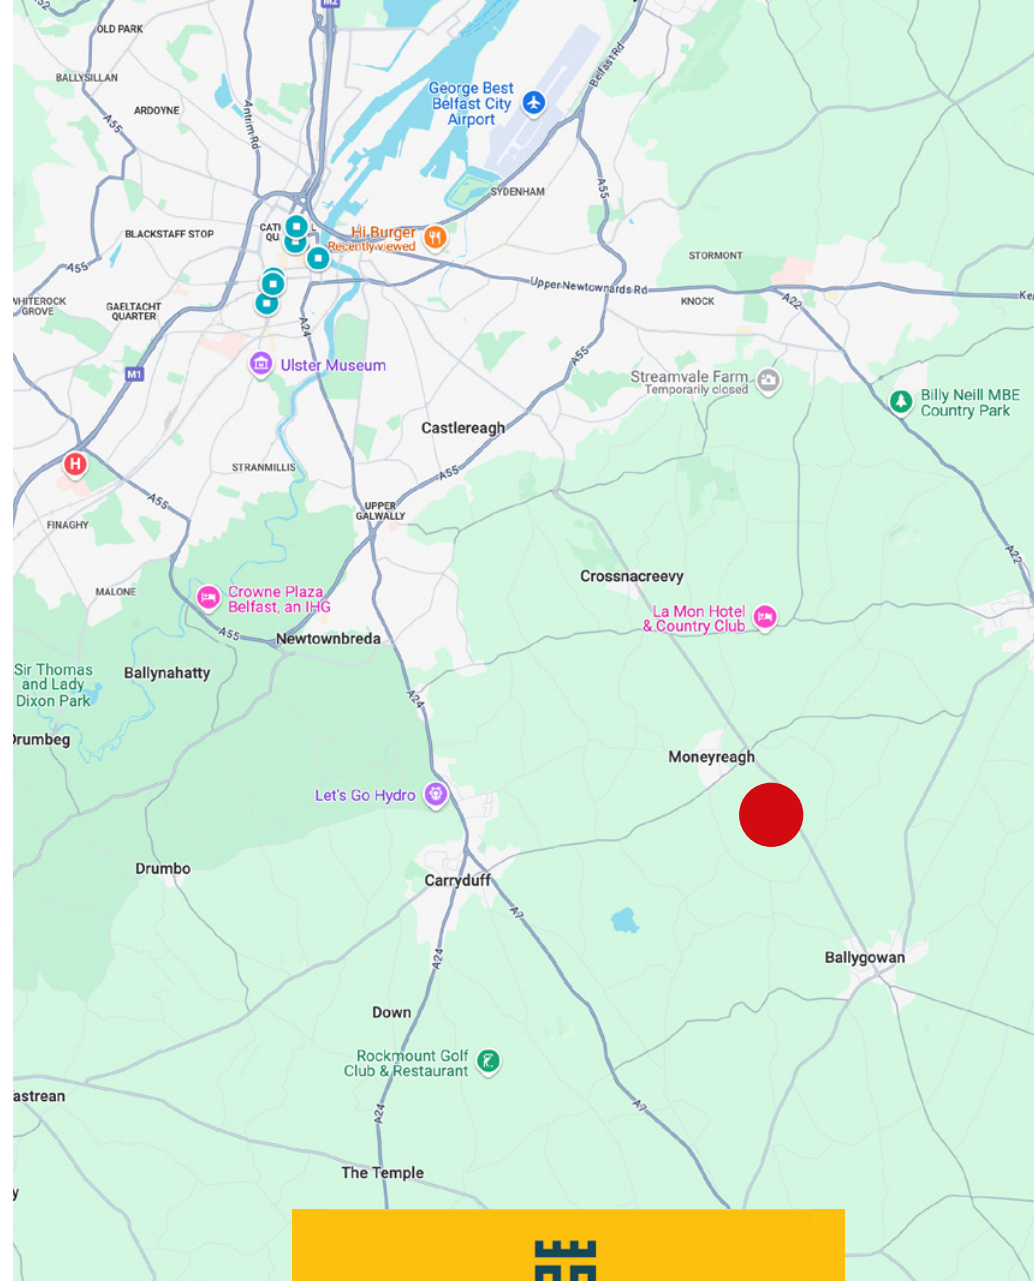 M2
OLD PARK
BALLYSILLAN
ARDOYNE
A55
Antrim Rd
George Best
Belfast City
Airport
Belfast Rd
A55
SYDENHAM
BLACKSTAFF STOP
Hi Burger
Recently viewed
STORMONT
A55
Upper Newtownards Rd
KNOCK
A22
GAELTACHT
QUARTER
GROVE
A24
M1
Ulster Museum
A55
Streamvale Farm
Temporarily closed
Billy Neill MBE
Country Park
Castlereagh
H
STRANMILLIS
A55
A55
UPPER
GALWALLY
FINAGHY
A22
MALONE
Crossnacreevy
Crowne Plaza
Belfast, an IHG
La Mon Hotel
& Country Club
A55
Newtownbreda
Sir Thomas
and Lady
Dixon Park
Ballynahatty
A24
Moneyreagh
Let's Go Hydro
Drumbo
Carryduff
A7
A24
Ballygowan
Down
Rockmount Golf
Club & Restaurant
A24
A7
The Temple